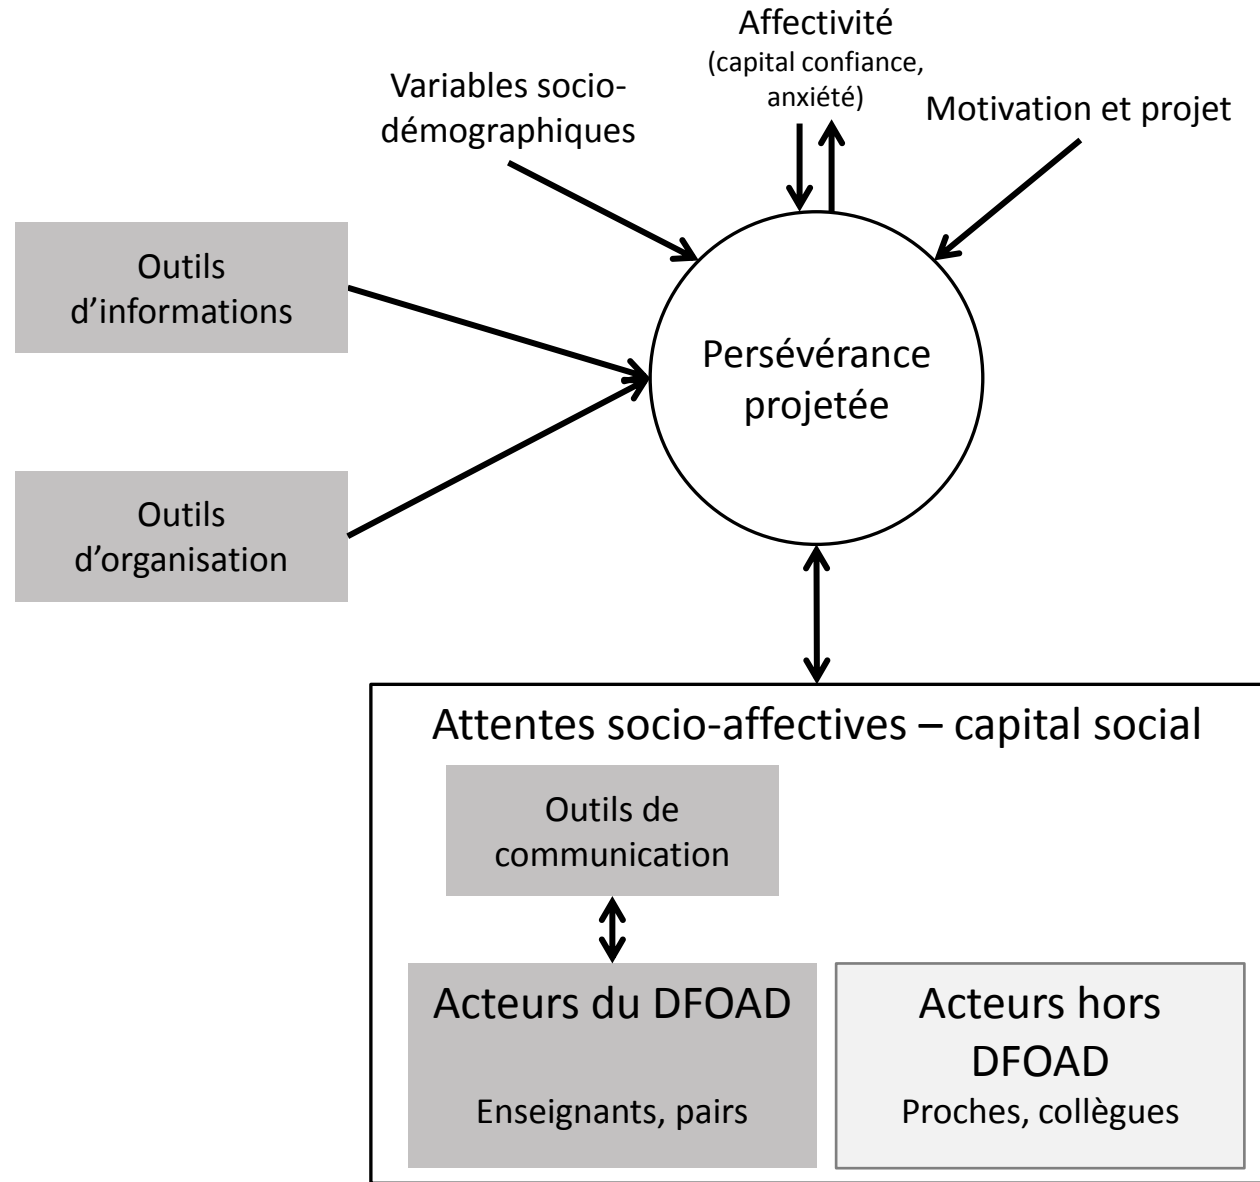 Affectivité
(capital confiance,
anxiété)
Variables socio-
démographiques
Motivation et projet
Outils
d’informations
Persévérance
projetée
Outils
d’organisation
Attentes socio-affectives – capital social
Outils de
communication
Acteurs du DFOAD
Enseignants, pairs
Acteurs hors
DFOAD
Proches, collègues